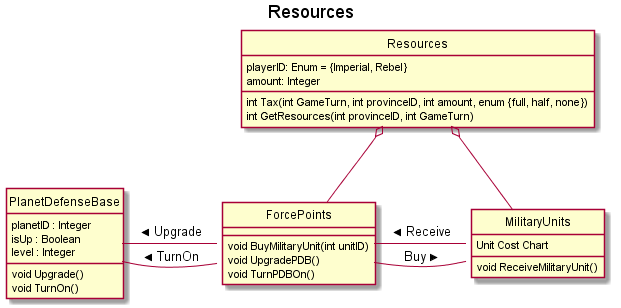 Resources
Resources
playerID: Enum = {Imperial, Rebel}
amount: Integer
int Tax(int GameTurn, int provinceID, int amount, enum {full, half, none})
int GetResources(int provinceID, int GameTurn)
PlanetDefenseBase
planetID : Integer
isUp : Boolean
level : Integer
void Upgrade()
void TurnOn()
◄ Upgrade
◄ TurnOn
ForcePoints
void BuyMilitaryUnit(int unitID)
void UpgradePDB()
void TurnPDBOn()
◄ Receive
Buy ►
MilitaryUnits
Unit Cost Chart
void ReceiveMilitaryUnit()